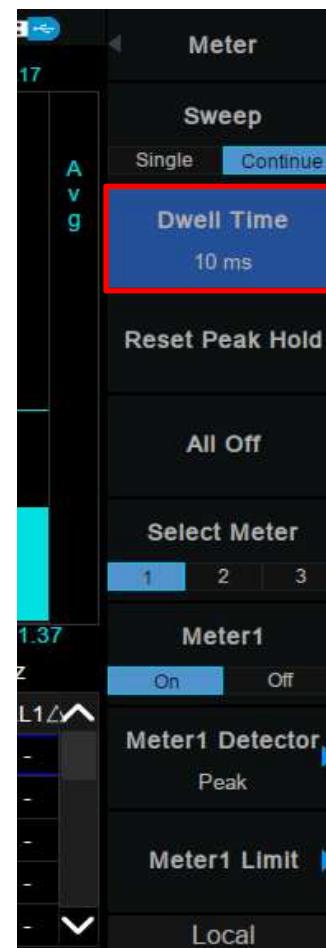 Meter
17
Sweep
Single Continue
A
v
g
Dwell Time
10 ms
Reset Peak Hold
All Off
Select Meter
1 2 3
1.37
Meter1
z
On Off
L1△
Meter1 Detector
Peak
-
-
-
-
-
Meter1 Limit
Local